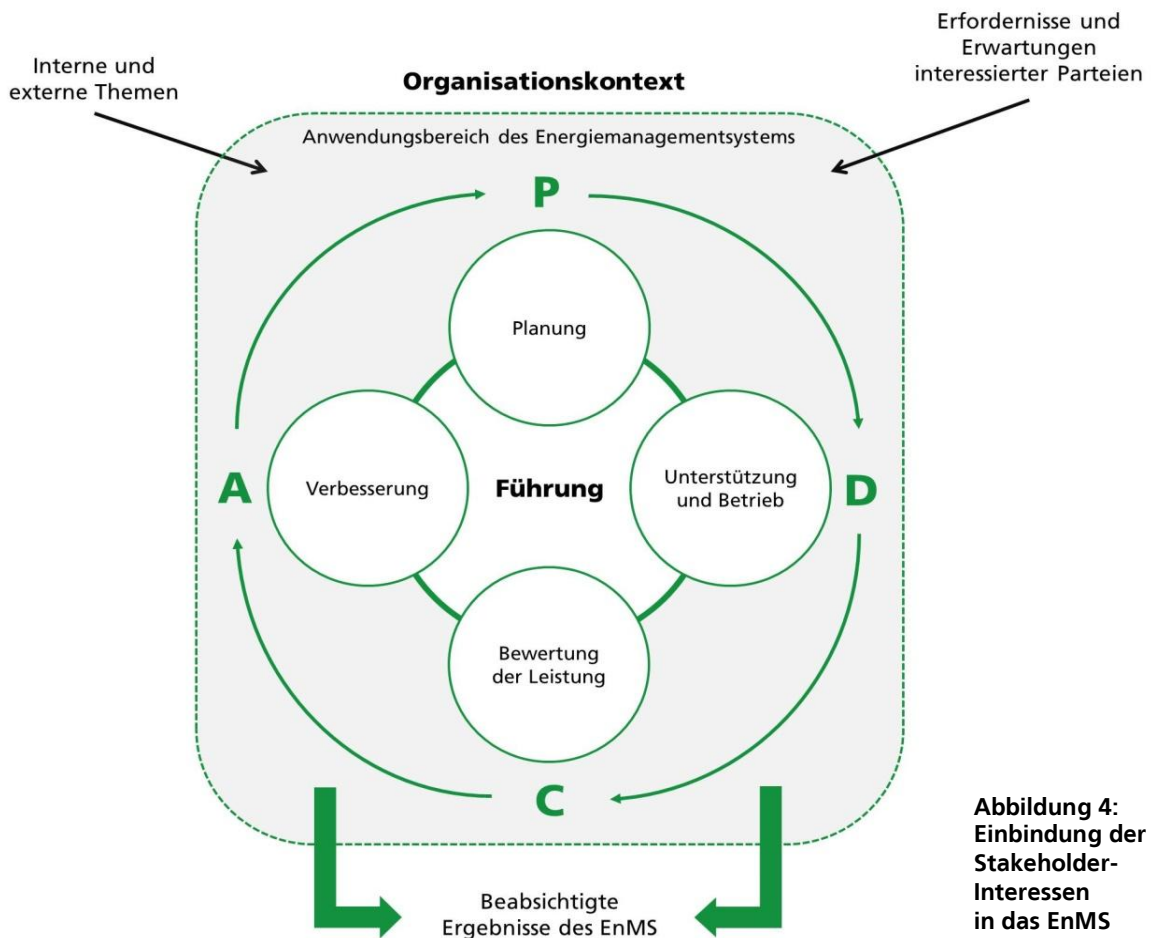 Interne und
externe Themen
Organisationskontext
Erfordernisse und
Erwartungen
interessierter Parteien
Anwendungsbereich des Energiemanagementsystems
P
Planung
A
Verbesserung
Führung
Unterstützung
und Betrieb
D
Bewertung
der Leistung
C
Beabsichtigte
Ergebnisse des EnMS
Abbildung 4:
Einbindung der
Stakeholder-
Interessen
in das EnMS